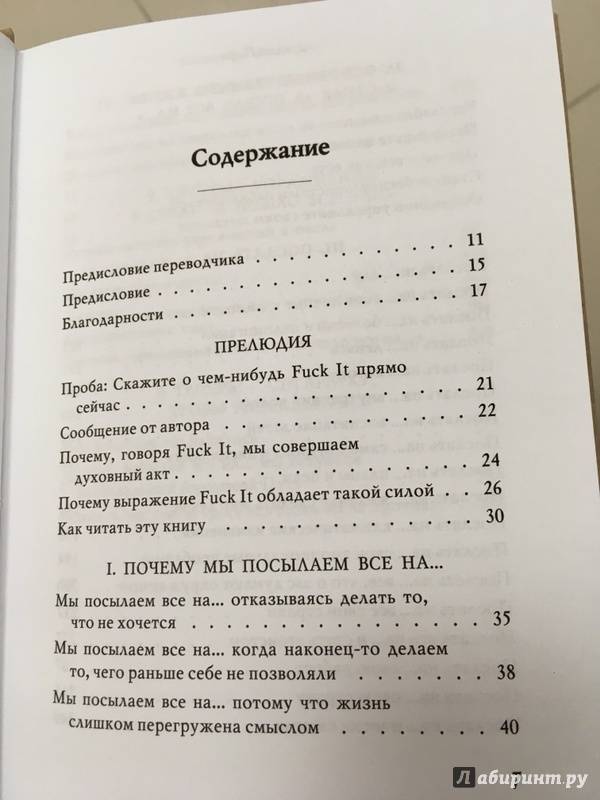 Содержание
Предисловие переводчика . . . . . . . . . . . . 11
Предисловие . . . . . . . . . . . . . . . . . . 15
Благодарности . . . . . . . . . . . . . . . . . 17
ПРЕЛЮДИЯ
Проба: Скажите о чем-нибудь Fuck It прямо
сейчас . . . . . . . . . . . . . . . . . . . . 21
Сообщение от автора . . . . . . . . . . . . . . 22
Почему, говоря Fuck It, мы совершаем
духовный акт . . . . . . . . . . . . . . . . . 24
Почему выражение Fuck It обладает такой силой . . 26
Как читать эту книгу . . . . . . . . . . . . . 30
I. ПОЧЕМУ МЫ ПОСЫЛАЕМ ВСЕ НА...
Мы посылаем все на... отказываясь делать то,
что не хочется . . . . . . . . . . . . . . . . 35
Мы посылаем все на... когда наконец-то делаем
то, чего раньше себе не позволяли . . . . . . . 38
Мы посылаем все на... потому что жизнь
слишком перегружена смыслом . . . . . . . . 40
7
лабиринт.ру